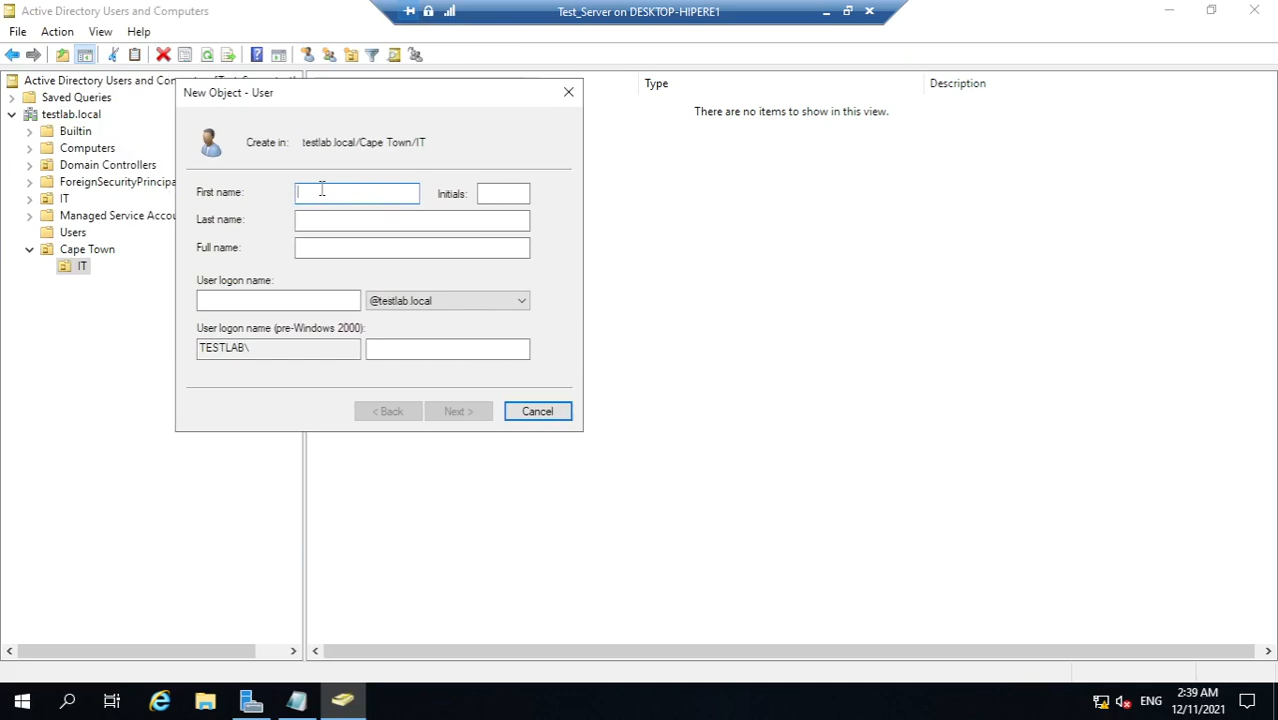 Active Directory Users and Computers
Test_Server on DESKTOP-HIPERE1
File Action View Help
Active Directory Users and Com
Saved Queries
testlab.local
Builtin
Computers
Domain Controllers
ForeignSecurityPrincipa
IT
Managed Service Accou
Users
Cape Town
IT
New Object - User
Create in: testlab.local/Cape Town/IT
First name:
Initials:
Last name:
Full name:
User logon name:
@testlab.local
User logon name (pre-Windows 2000):
TESTLAB\
< Back Next > Cancel
Type Description
There are no items to show in this view.
ENG
2:39 AM
12/11/2021